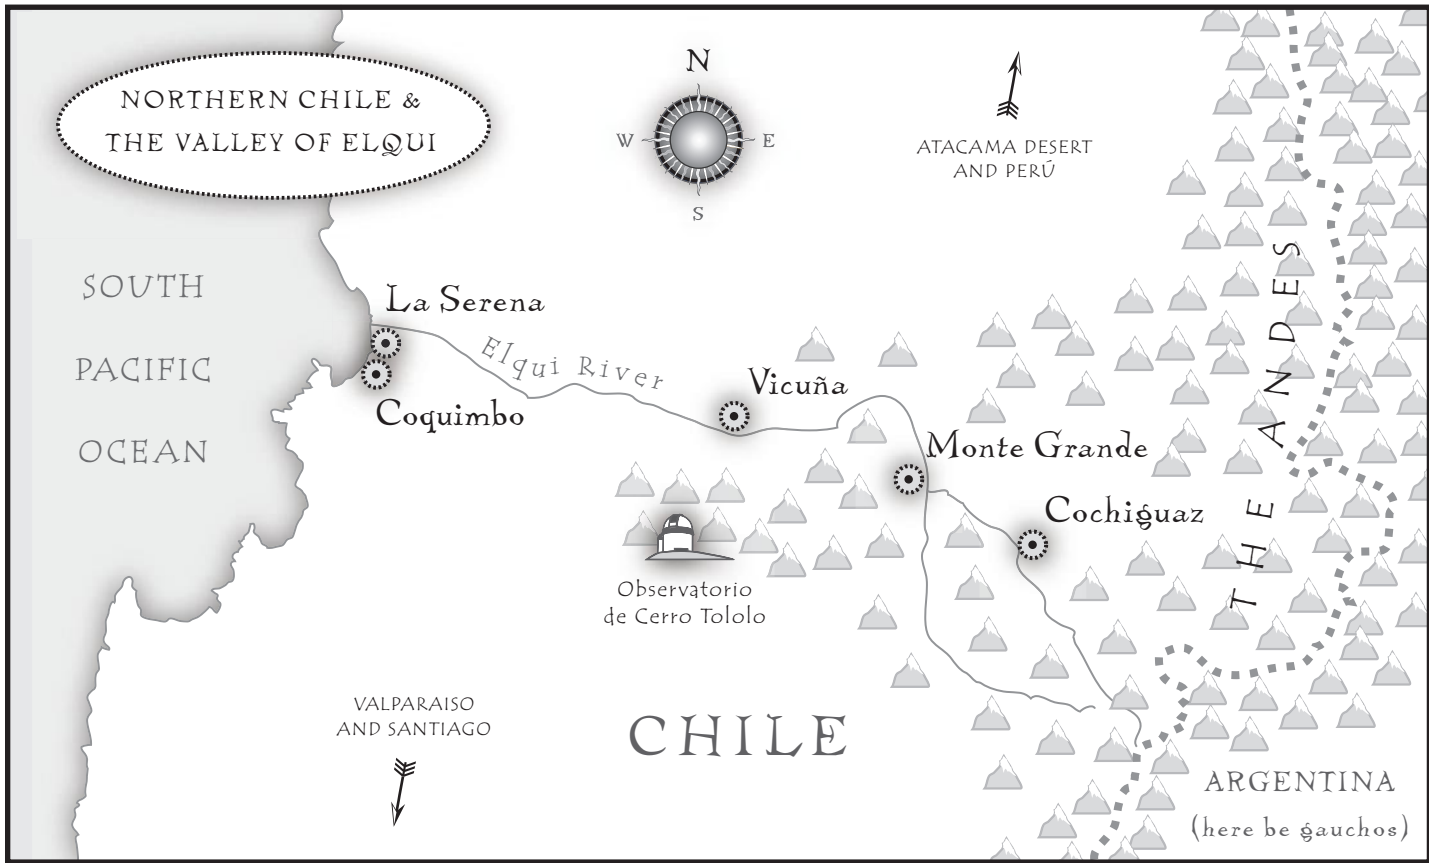 NORTHERN CHILE &
THE VALLEY OF ELQUI
N
W
E
S
ATACAMA DESERT
AND PERÚ
SOUTH
PACIFIC
OCEAN
La Serena
Elqui River
Coquimbo
Vicuña
Monte Grande
Cochiguaz
THE ANDES
Observatorio
de Cerro Tololo
VALPARAISO
AND SANTIAGO
CHILE
ARGENTINA
(here be gauchos)